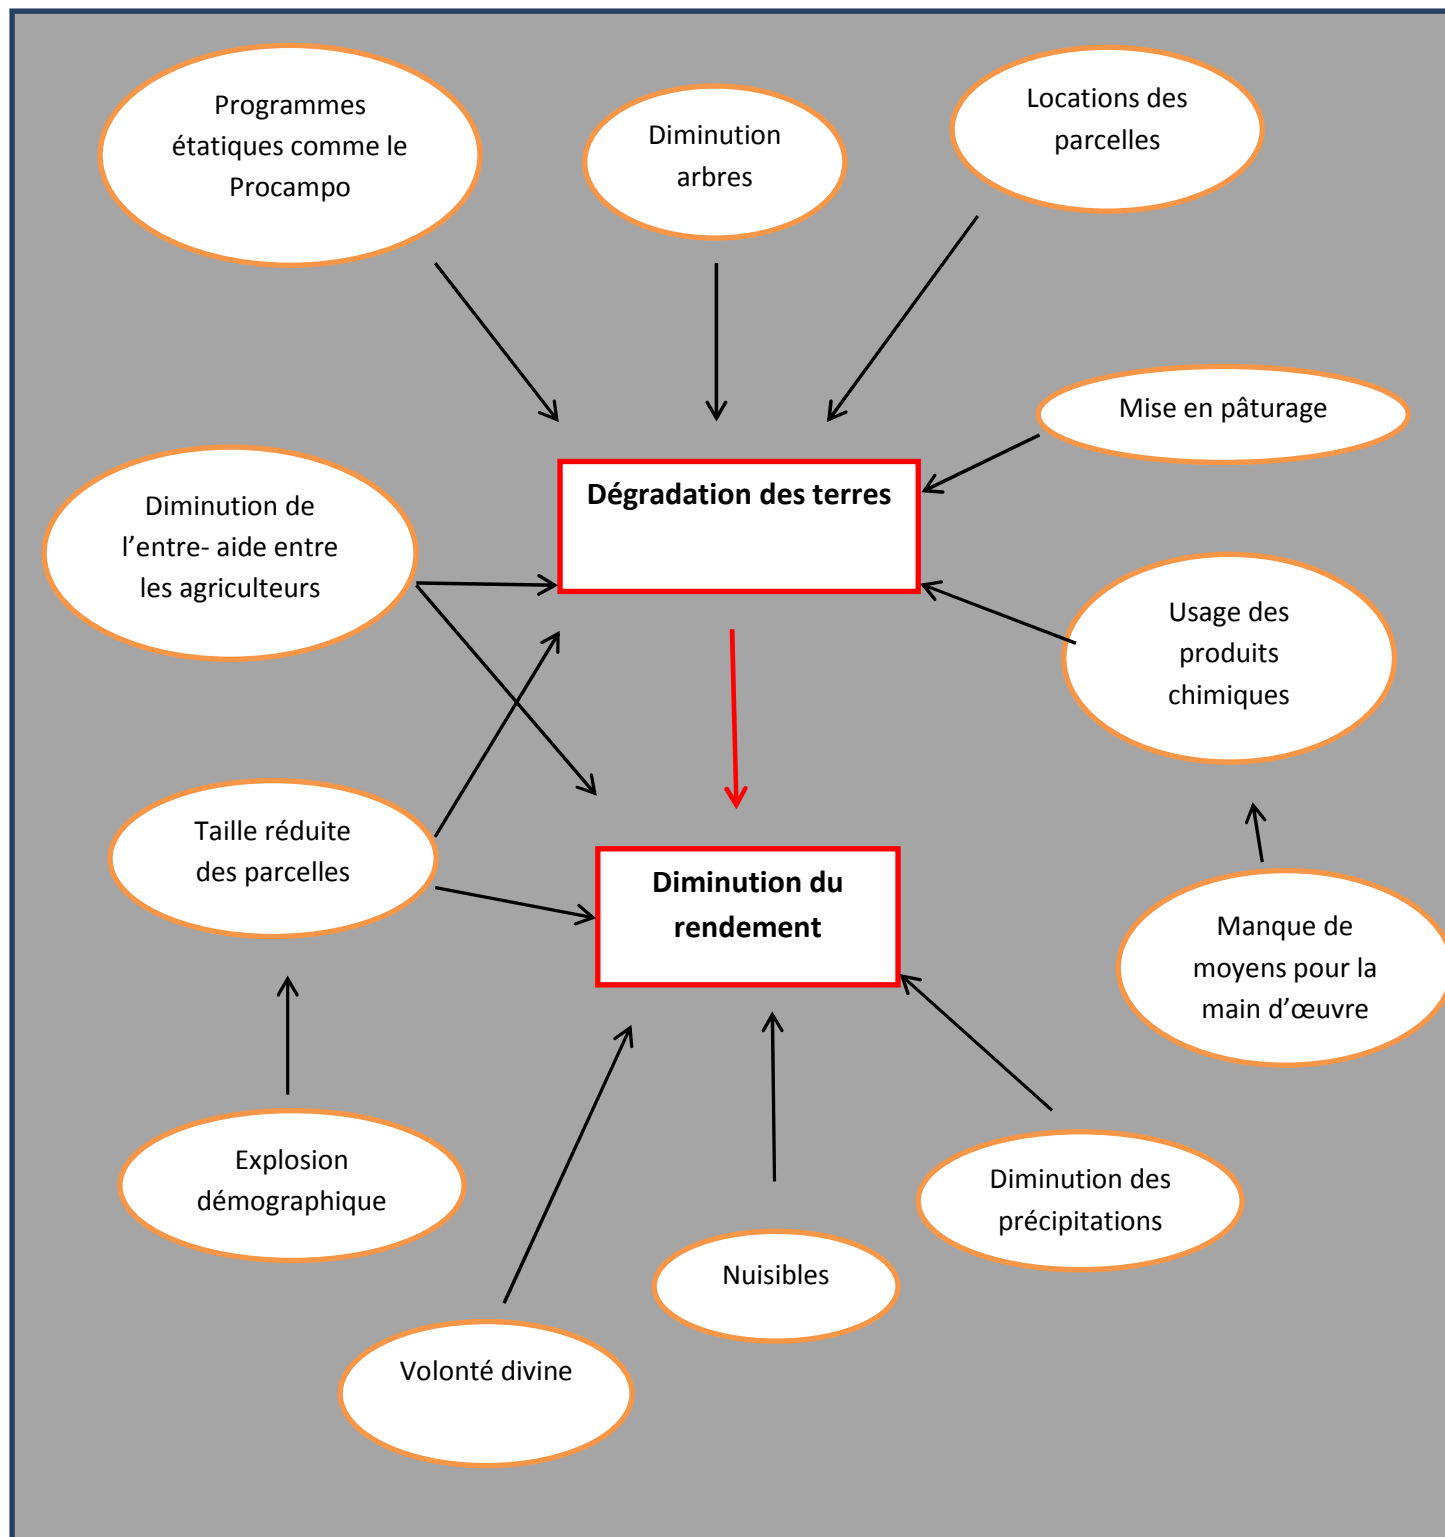 Programmes
étatiques comme le
Procampo
Diminution
arbres
Locations des
parcelles
Mise en pâturage
Dégradation des terres
Diminution de
l’entre- aide entre
les agriculteurs
Usage des
produits
chimiques
Taille réduite
des parcelles
Diminution du
rendement
Manque de
moyens pour la
main d’œuvre
Explosion
démographique
Diminution des
précipitations
Nuisibles
Volonté divine